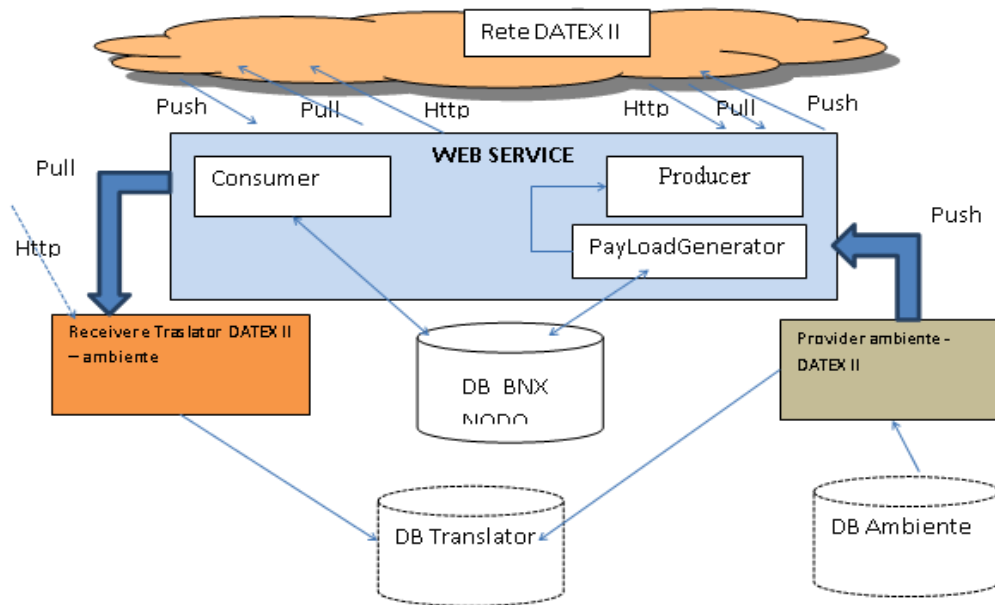 Rete DATEX II
Push
Pull
Http
Http
Pull
Push
WEB SERVICE
Pull
Consumer
Producer
Push
Http
PayLoadGenerator
Receivere Traslator DATEX II
– ambiente
Provider ambiente -
DATEX II
DB BNX
NODO
DB Translator
DB Ambiente